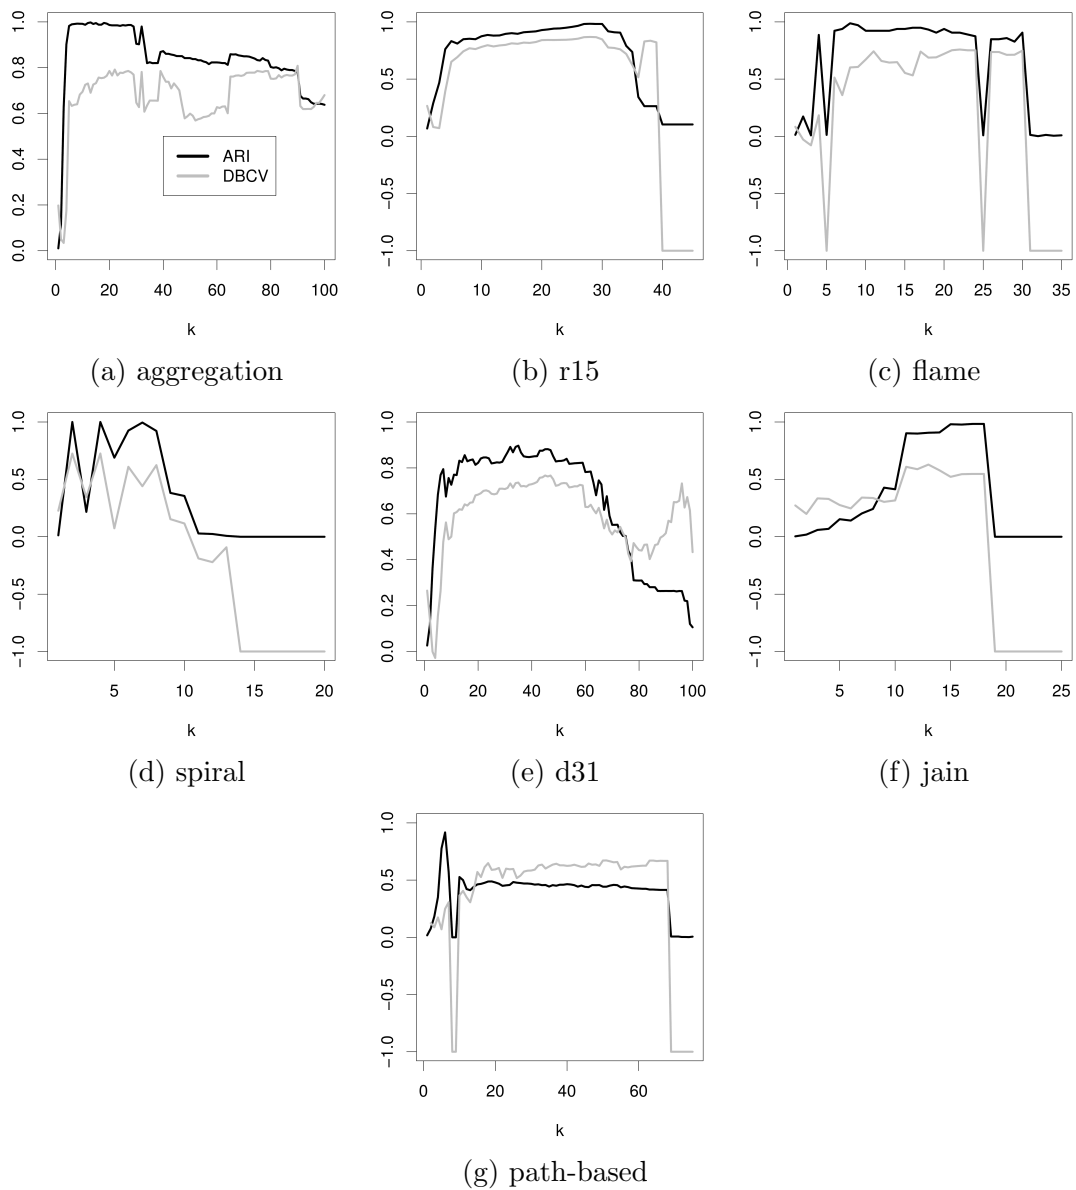 0.0 0.2 0.4 0.6 0.8 1.0
ARI
DBCV
0 20 40 60 80 100
k
(a) aggregation
−1.0 −0.5 0.0 0.5 1.0
0 10 20 30 40
k
(b) r15
−1.0 −0.5 0.0 0.5 1.0
0 5 10 15 20 25 30 35
k
(c) flame
−1.0 −0.5 0.0 0.5 1.0
5 10 15 20
k
(d) spiral
0.0 0.2 0.4 0.6 0.8 1.0
0 20 40 60 80 100
k
(e) d31
−1.0 −0.5 0.0 0.5 1.0
5 10 15 20 25
k
(f) jain
−1.0 −0.5 0.0 0.5 1.0
0 20 40 60
k
(g) path-based